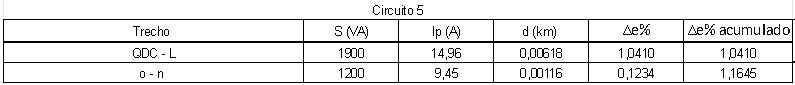 Circuito 5
Trecho S (VA) Ip (A) d (km) Δe% Δe% acumulado
QDC - L 1900 14,96 0,00618 1,0410 1,0410
o - n 1200 9,45 0,00116 0,1234 1,1645